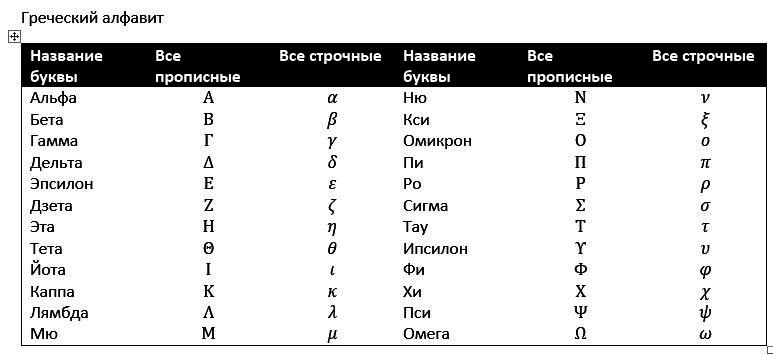 Греческий алфавит
Название буквы Все прописные Все строчные Название буквы Все прописные Все строчные
Альфа Α α Ню Ν ν
Бета Β β Кси Ξ ξ
Гамма Γ γ Омикрон Ο ο
Дельта Δ δ Пи Π π
Эпсилон Ε ε Ро Ρ ρ
Дзета Ζ ζ Сигма Σ σ
Эта Η η Тау Τ τ
Тета Θ θ Ипсилон ϒ υ
Йота Ι ι Фи Φ φ
Каппа Κ κ Хи Χ χ
Лямбда Λ λ Пси Ψ ψ
Мю Μ μ Омега Ω ω